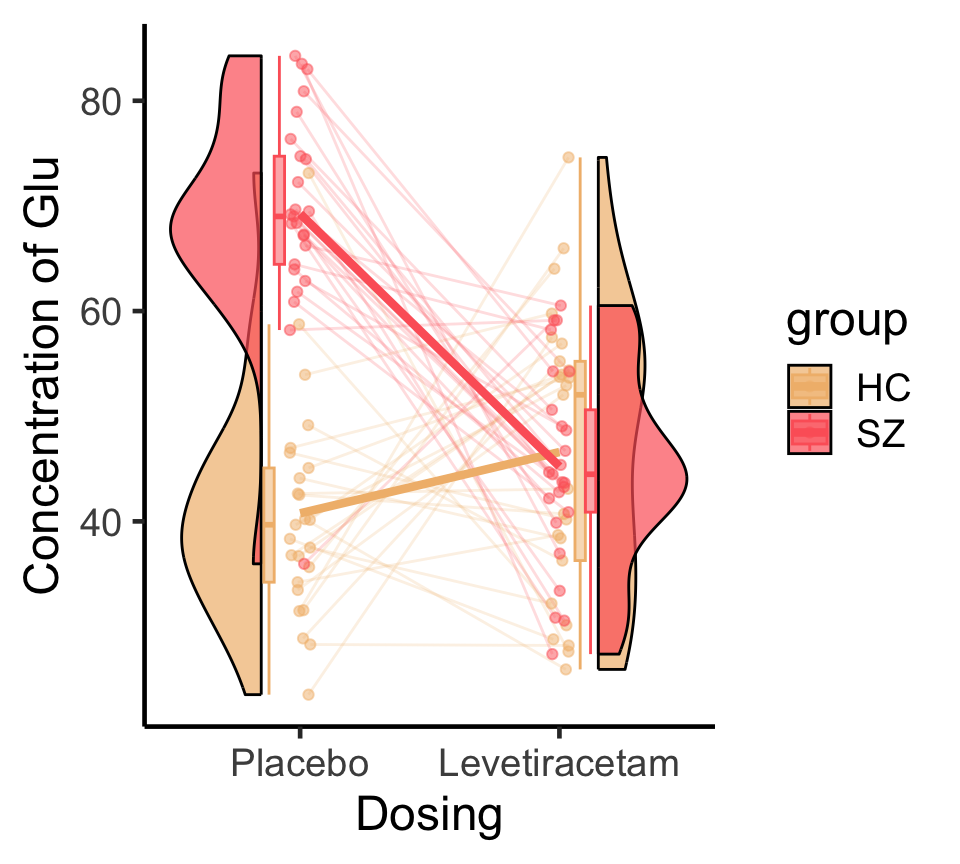 Concentration of Glu
80
60
40
Placebo
Levetiracetam
Dosing
group
HC
SZ